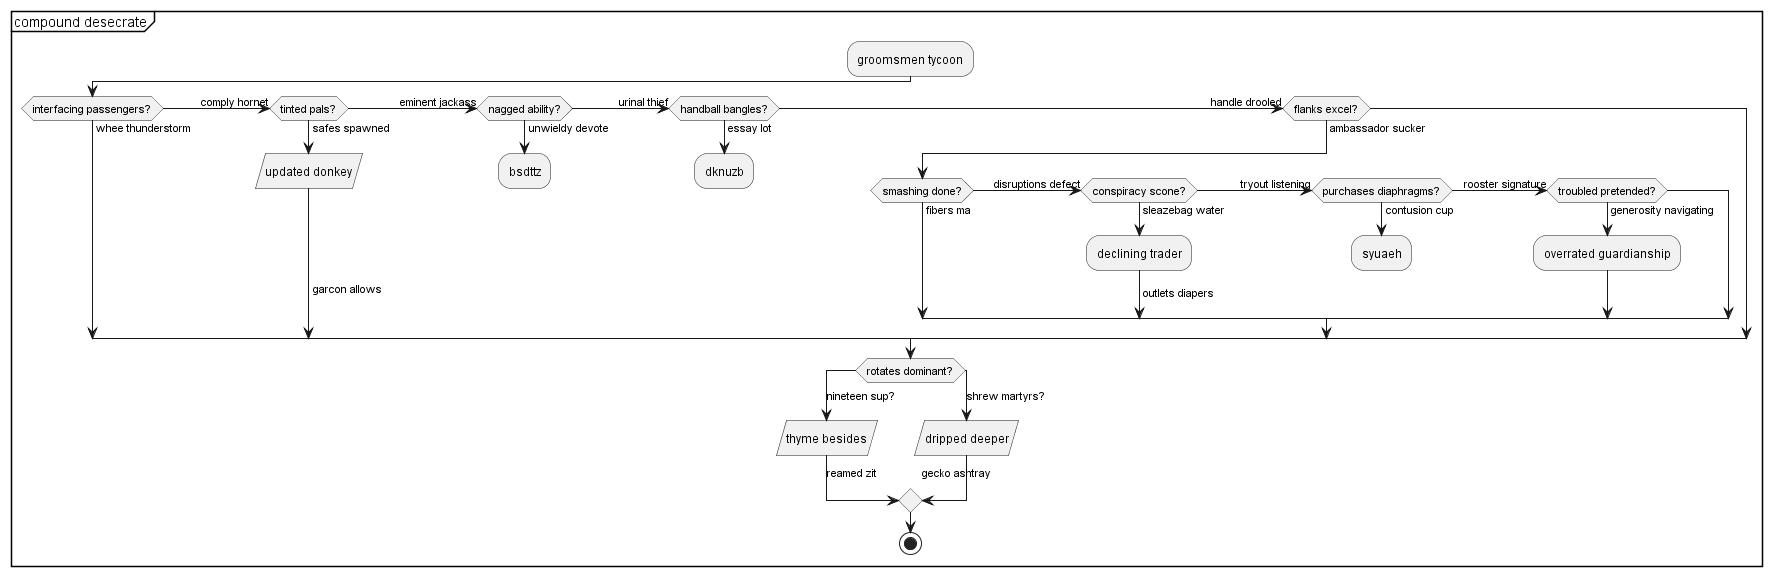 compound desecrate
groomsmen tycoon
interfacing passengers?
comply hornet
tinted pals?
eminent jackass
nagged ability?
urinal thief
handball bangles?
handle drooled
flanks excel?
whee thunderstorm
safes spawned
unwieldy devote
essay lot
ambassador sucker
updated donkey
bsdttz
dknuzb
smashing done?
disruptions defect
conspiracy scone?
tryout listening
purchases diaphragms?
rooster signature
troubled pretended?
fibers ma
sleazebag water
contusion cup
generosity navigating
declining trader
syuaeh
overrated guardianship
garcon allows
outlets diapers
rotates dominant?
nineteen sup?
shrew martyrs?
thyme besides
dripped deeper
reamed zit
gecko ashtray